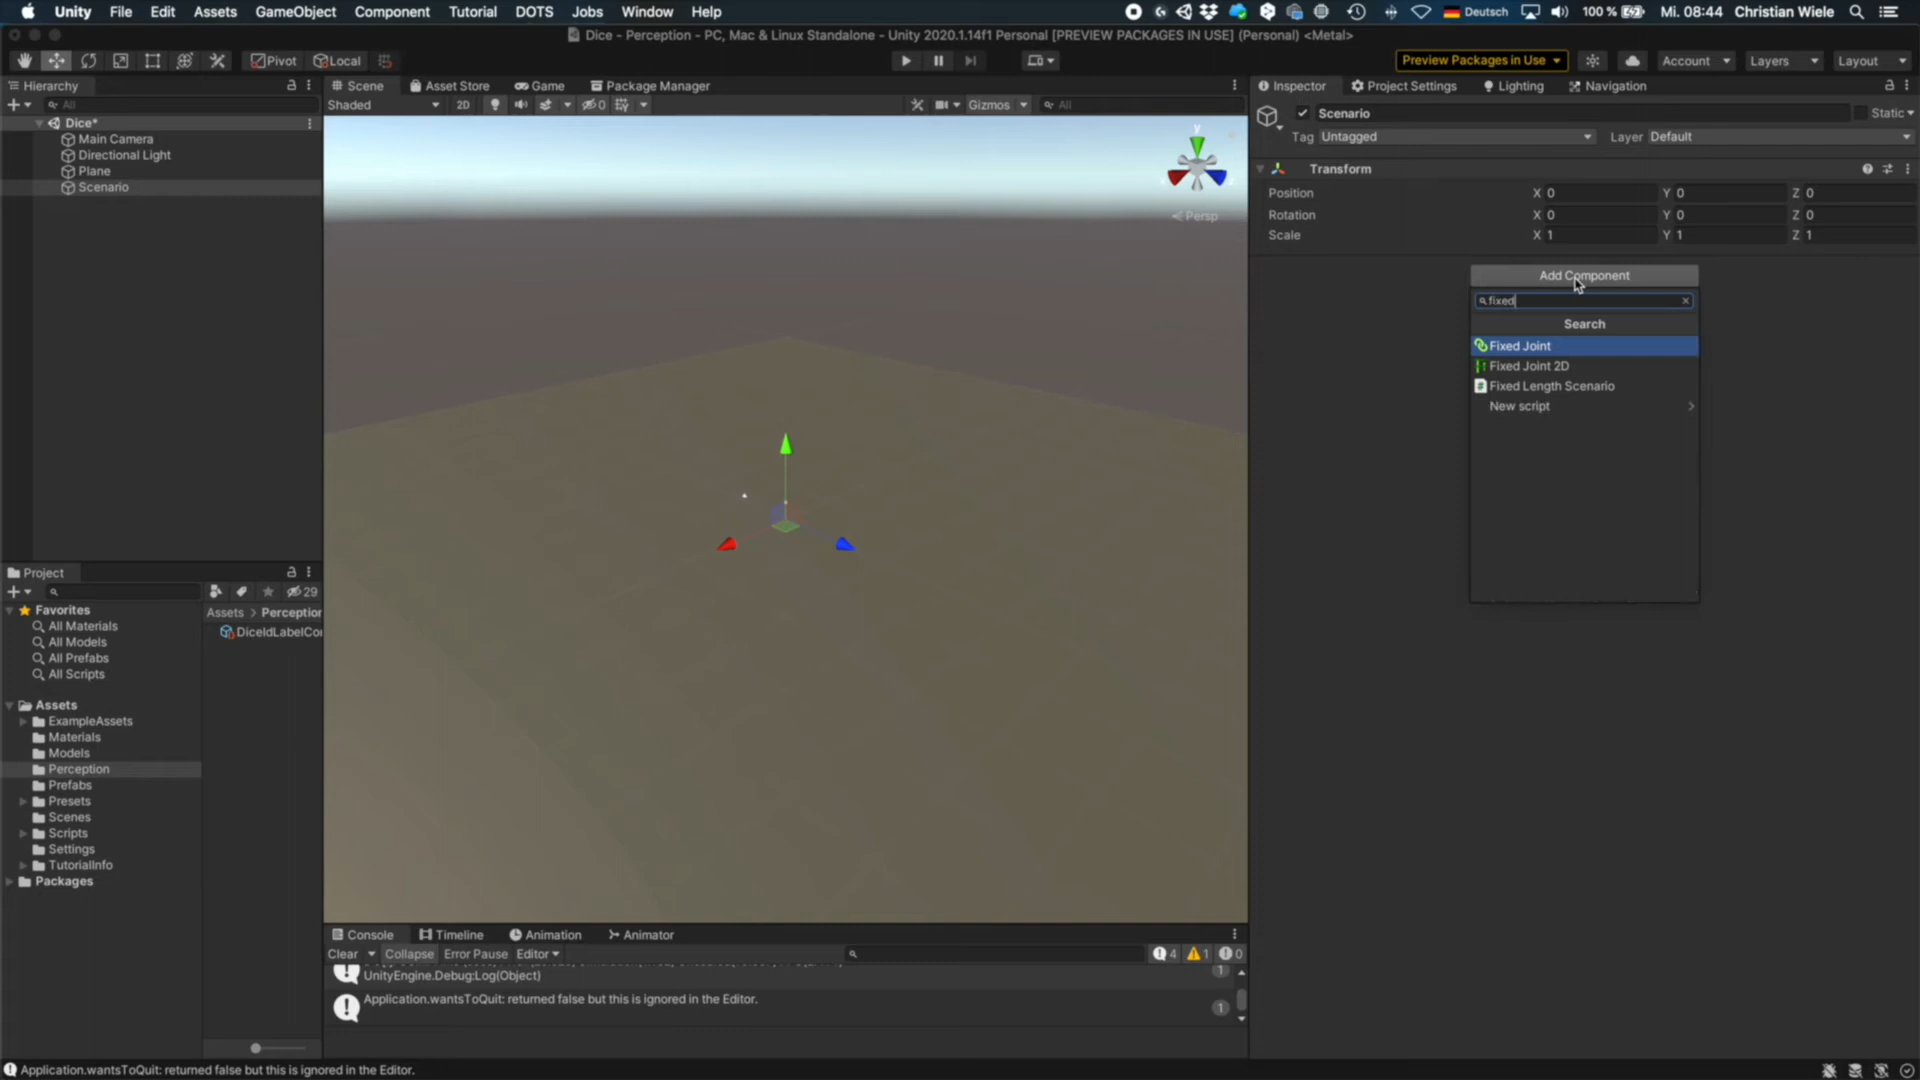 Unity File Edit Assets GameObject Component Tutorial DOTS Jobs Window Help Deutsch 100 % Mi. 08:44 Christian Wiele
Dice - Perception - PC, Mac & Linux Standalone - Unity 2020.1.14f1 Personal [PREVIEW PACKAGES IN USE] (Personal) <Metal>
Pivot Local Preview Packages in Use Account Layers Layout
Hierarchy
All
Dice*
Main Camera
Directional Light
Plane
Scenario
Scene Asset Store Game Package Manager
Shaded 2D 0 Gizmos All
y
Persp
Inspector Project Settings Lighting Navigation
Scenario Static
Tag Untagged Layer Default
Transform
Position X 0 Y 0 Z 0
Rotation X 0 Y 0 Z 0
Scale X 1 Y 1 Z 1
Add Component
fixed
Search
Fixed Joint
Fixed Joint 2D
Fixed Length Scenario
New script
Project
29
Favorites
All Materials
All Models
All Prefabs
All Scripts
Assets
ExampleAssets
Materials
Models
Perception
Prefabs
Presets
Scenes
Scripts
Settings
TutorialInfo
Packages
Assets > Perception
DiceIdLabelCo
Console Timeline Animation Animator
Clear Collapse Error Pause Editor 4 1 0
UnityEngine.Debug:Log(Object) 1
Application.wantsToQuit: returned false but this is ignored in the Editor. 1
Application.wantsToQuit: returned false but this is ignored in the Editor.